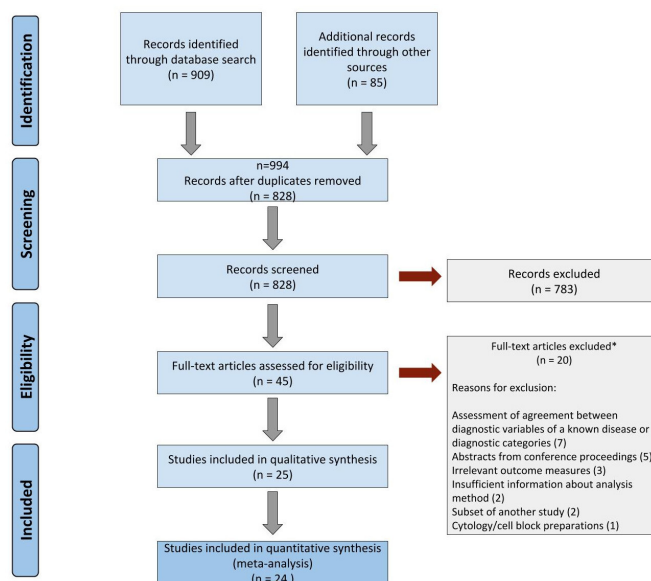 Identification
Records identified
through database search
(n = 909)
Additional records
identified through other
sources
(n = 85)
Screening
n=994
Records after duplicates removed
(n = 828)
Records screened
(n = 828)
Records excluded
(n = 783)
Eligibility
Full-text articles assessed for eligibility
(n = 45)
Full-text articles excluded*
(n = 20)
Reasons for exclusion:
Assessment of agreement between
diagnostic variables of a known disease or
diagnostic categories (7)
Abstracts from conference proceedings (5)
Irrelevant outcome measures (3)
Insufficient information about analysis
method (2)
Subset of another study (2)
Cytology/cell block preparations (1)
Included
Studies included in qualitative synthesis
(n = 25)
Studies included in quantitative synthesis
(meta-analysis)
(n = 24 )